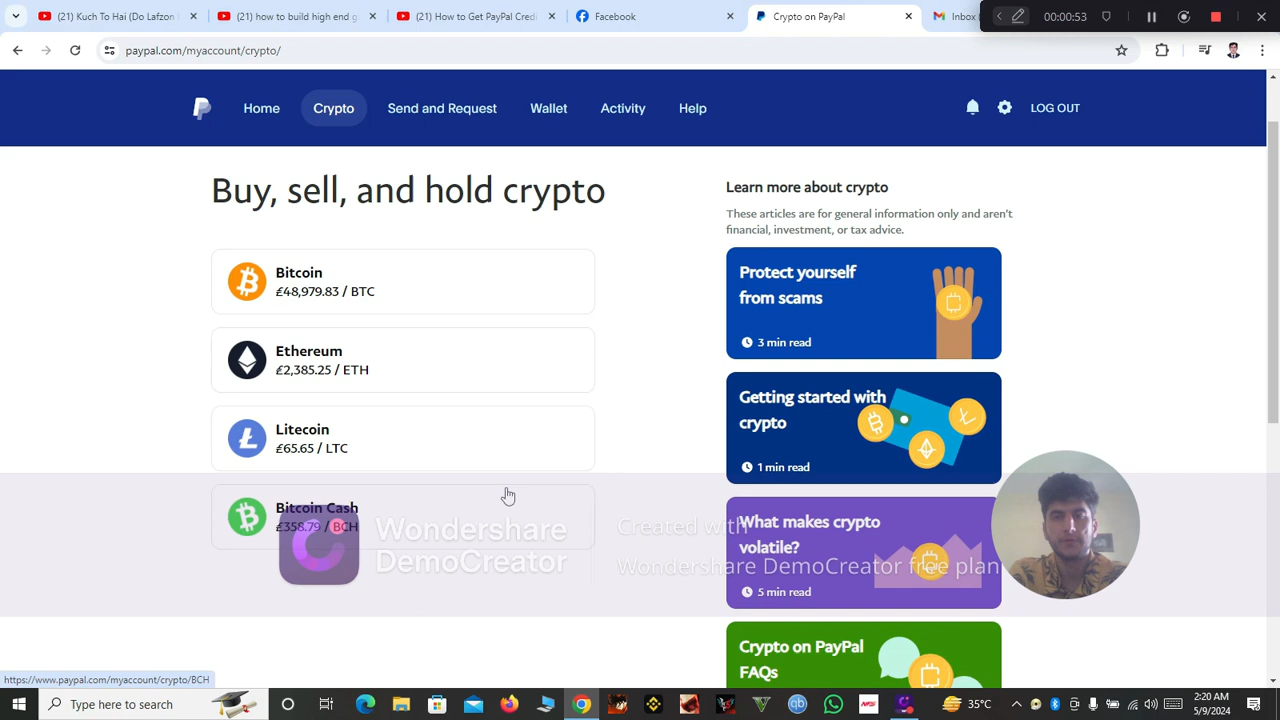 (21) Kuch To Hai (Do Lafzon
(21) how to build high end g
(21) How to Get PayPal Cred
Facebook
Crypto on PayPal
Inbox
00:00:53
paypal.com/myaccount/crypto/
Home
Crypto
Send and Request
Wallet
Activity
Help
LOG OUT
Buy, sell, and hold crypto
Bitcoin
£48,979.83 / BTC
Ethereum
£2,385.25 / ETH
Litecoin
£65.65 / LTC
Bitcoin Cash
£358.79 / BCH
Learn more about crypto
These articles are for general information only and aren't
financial, investment, or tax advice.
Protect yourself
from scams
3 min read
Getting started with
crypto
1 min read
What makes crypto
volatile?
5 min read
Crypto on PayPal
FAQs
Wondershare
DemoCreator
Created with
Wondershare DemoCreator free plan
https://www.paypal.com/myaccount/crypto/BCH
Type here to search
35°C
2:20 AM
5/9/2024